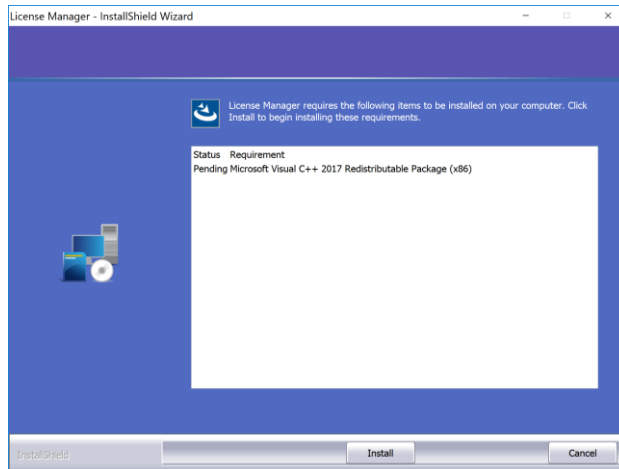 License Manager - InstallShield Wizard
License Manager requires the following items to be installed on your computer. Click
Install to begin installing these requirements.
Status Requirement
Pending Microsoft Visual C++ 2017 Redistributable Package (x86)
InstallShield
Install
Cancel